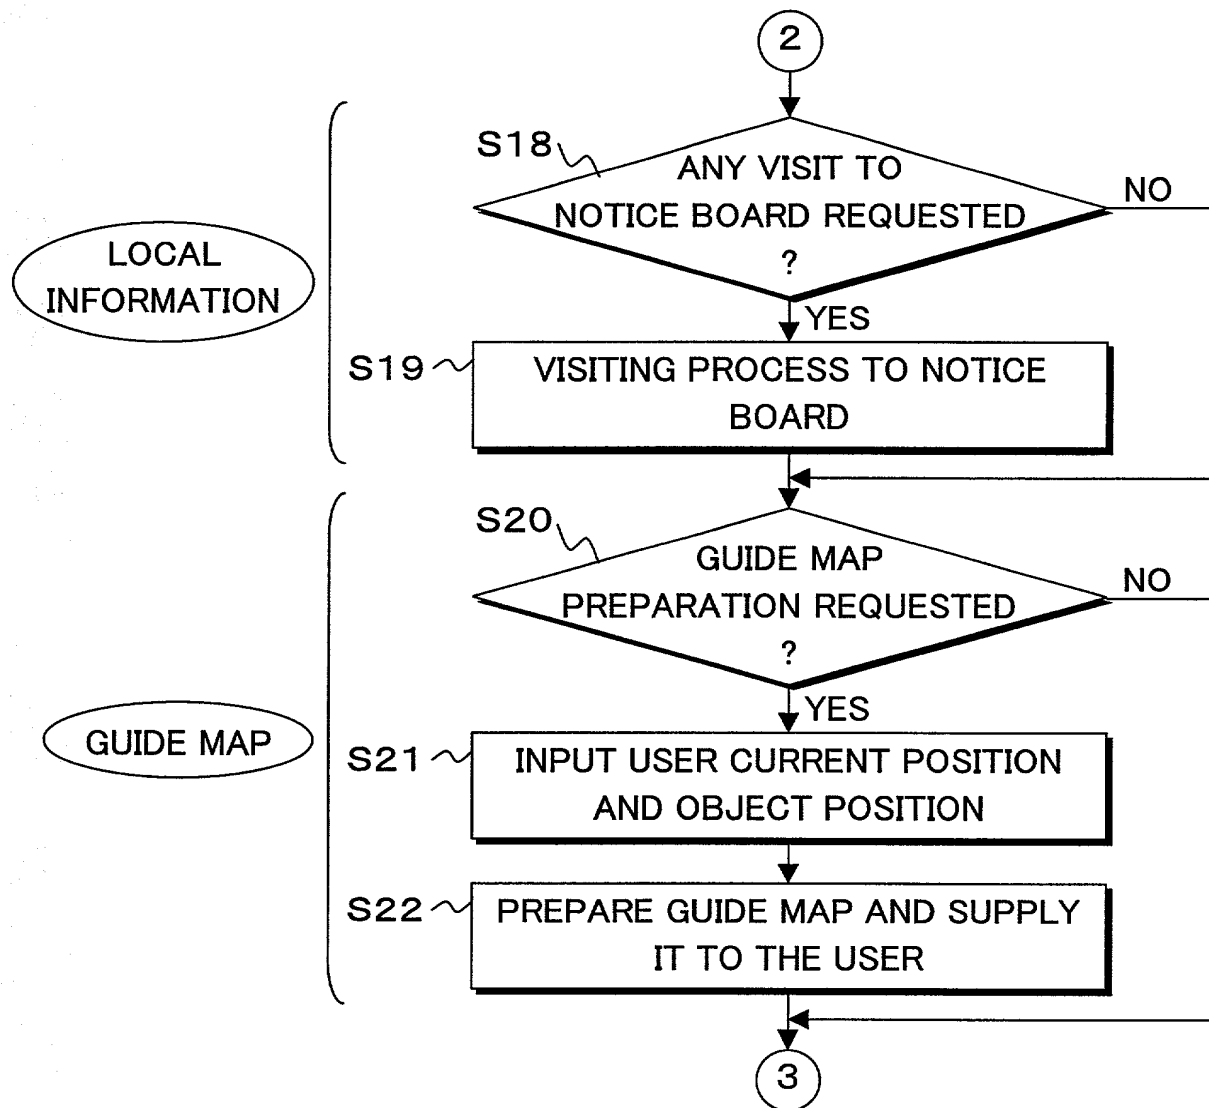 2
S18
ANY VISIT TO
NOTICE BOARD REQUESTED
?
NO
YES
LOCAL
INFORMATION
S19
VISITING PROCESS TO NOTICE
BOARD
S20
GUIDE MAP
PREPARATION REQUESTED
?
NO
YES
GUIDE MAP
S21
INPUT USER CURRENT POSITION
AND OBJECT POSITION
S22
PREPARE GUIDE MAP AND SUPPLY
IT TO THE USER
3